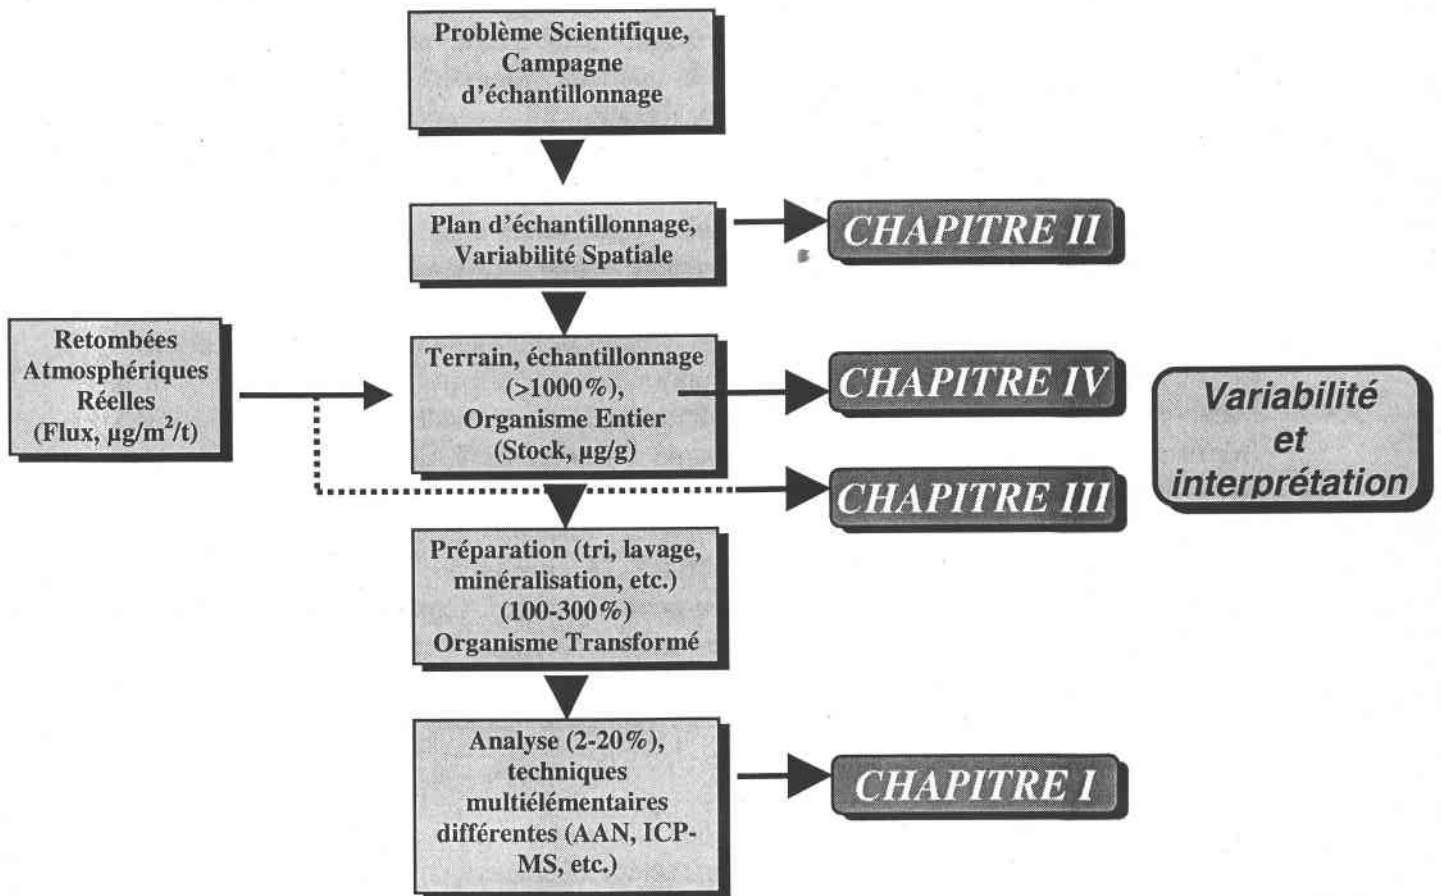 Problème Scientifique,
Campagne
d'échantillonnage
Plan d'échantillonnage,
Variabilité Spatiale
CHAPITRE II
Retombées
Atmosphériques
Réelles
(Flux, µg/m²/t)
Terrain, échantillonnage
(>1000%),
Organisme Entier
(Stock, µg/g)
CHAPITRE IV
CHAPITRE III
Variabilité
et
interprétation
Préparation (tri, lavage,
minéralisation, etc.)
(100-300%)
Organisme Transformé
Analyse (2-20%),
techniques
multiélémentaires
différentes (AAN, ICP-
MS, etc.)
CHAPITRE I